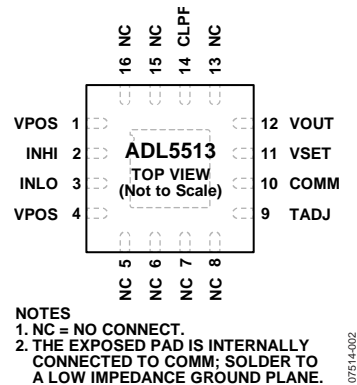 16 NC
15 NC
14 CLPF
13 NC
VPOS 1
INHI 2
INLO 3
VPOS 4
ADL5513
TOP VIEW
(Not to Scale)
12 VOUT
11 VSET
10 COMM
9 TADJ
NC 5
NC 6
NC 7
NC 8
NOTES
1. NC = NO CONNECT.
2. THE EXPOSED PAD IS INTERNALLY
CONNECTED TO COMM; SOLDER TO
A LOW IMPEDANCE GROUND PLANE.
07514-002